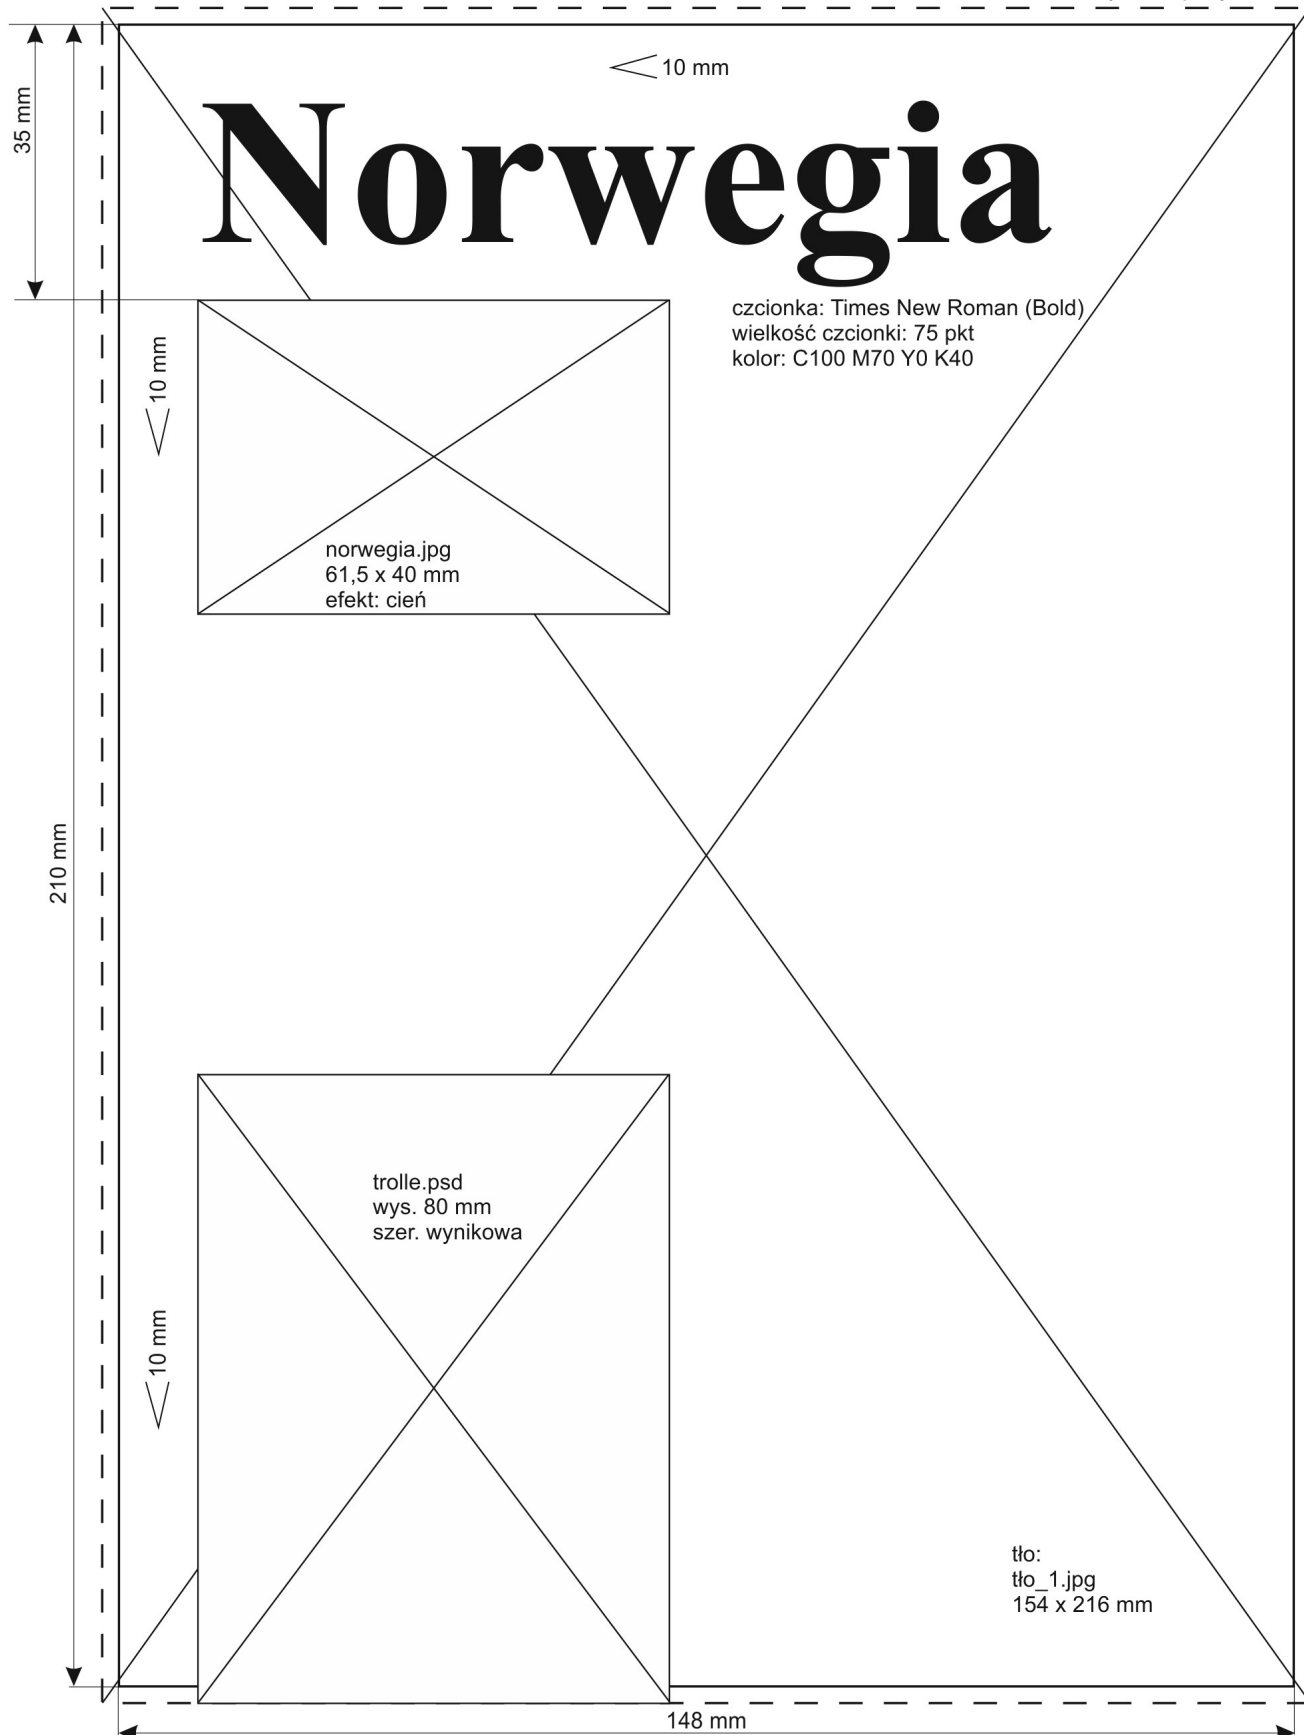 10 mm
35 mm
Norwegia
czcionka: Times New Roman (Bold)
wielkość czcionki: 75 pkt
kolor: C100 M70 Y0 K40
10 mm
norwegia.jpg
61,5 x 40 mm
efekt: cień
210 mm
trolle.psd
wys. 80 mm
szer. wynikowa
10 mm
tło:
tło_1.jpg
154 x 216 mm
148 mm